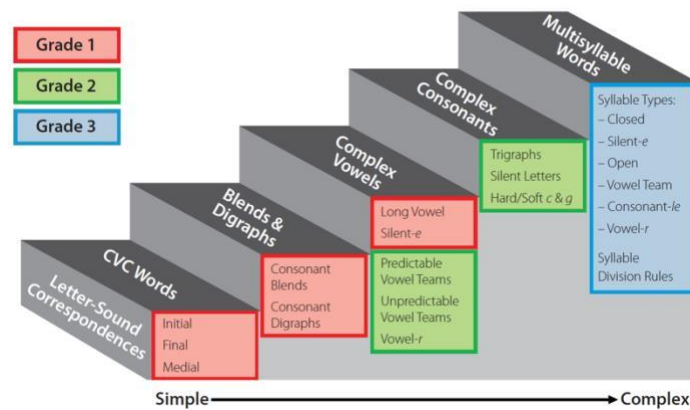 Grade 1
Grade 2
Grade 3
Letter-Sound
Correspondences
CVC Words
Initial
Final
Medial
Blends &
Digraphs
Consonant
Blends
Consonant
Digraphs
Complex
Vowels
Long Vowel
Silent-e
Predictable
Vowel Teams
Unpredictable
Vowel Teams
Vowel-r
Complex
Consonants
Trigraphs
Silent Letters
Hard/Soft c & g
Multisyllable
Words
Syllable Types:
– Closed
– Silent-e
– Open
– Vowel Team
– Consonant-le
– Vowel-r
Syllable
Division Rules
Simple
Complex